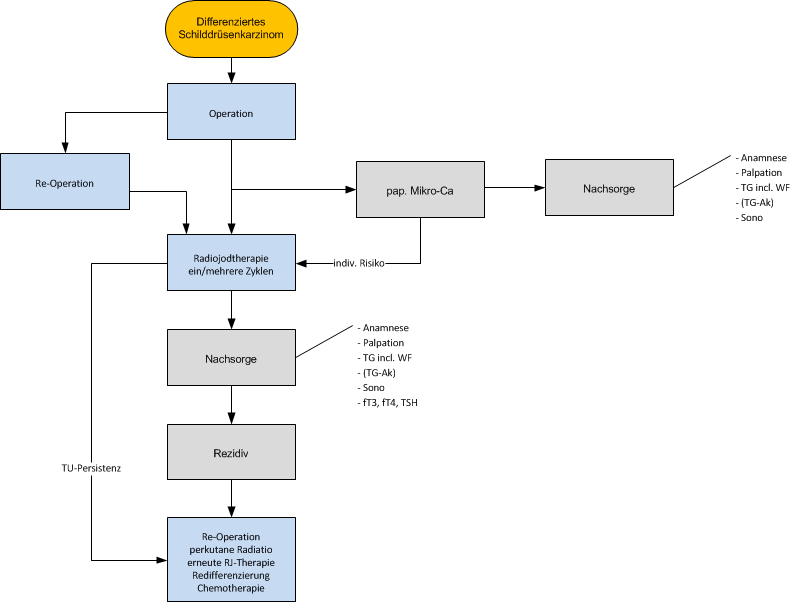 Differenziertes
Schilddrüsenkarzinom
Operation
Re-Operation
pap. Mikro-Ca
Nachsorge
- Anamnese
- Palpation
- TG incl. WF
- (TG-Ak)
- Sono
Radiojodtherapie
ein/mehrere Zyklen
indiv. Risiko
Nachsorge
- Anamnese
- Palpation
- TG incl. WF
- (TG-Ak)
- Sono
- fT3, fT4, TSH
Rezidiv
TU-Persistenz
Re-Operation
perkutane Radiatio
erneute RJ-Therapie
Redifferenzierung
Chemotherapie